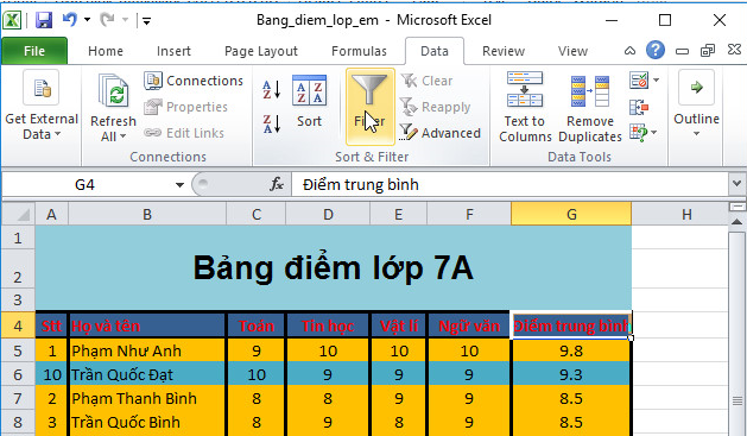 Bang_diem_lop_em - Microsoft Excel
File Home Insert Page Layout Formulas Data Review View
Get External Data
Refresh All
Connections
Properties
Edit Links
Connections
Sort
Filter
Clear
Reapply
Advanced
Sort & Filter
Text to Columns
Remove Duplicates
Data Tools
Outline
G4 fx Điểm trung bình
A B C D E F G H
1
2 Bảng điểm lớp 7A
3
4 Stt Họ và tên Toán Tin học Vật lí Ngữ văn Điểm trung bình
5 1 Phạm Như Anh 9 10 10 10 9.8
6 10 Trần Quốc Đạt 10 9 9 9 9.3
7 2 Phạm Thanh Bình 8 8 9 9 8.5
8 3 Trần Quốc Bình 8 9 8 9 8.5